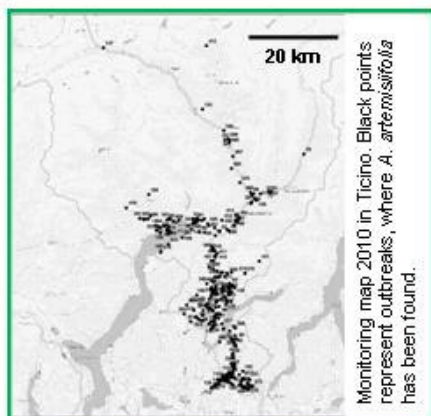 20 km
Monitoring map 2010 in Ticino. Black points
represent outbreaks, where A. artemisiifolia
has been found.